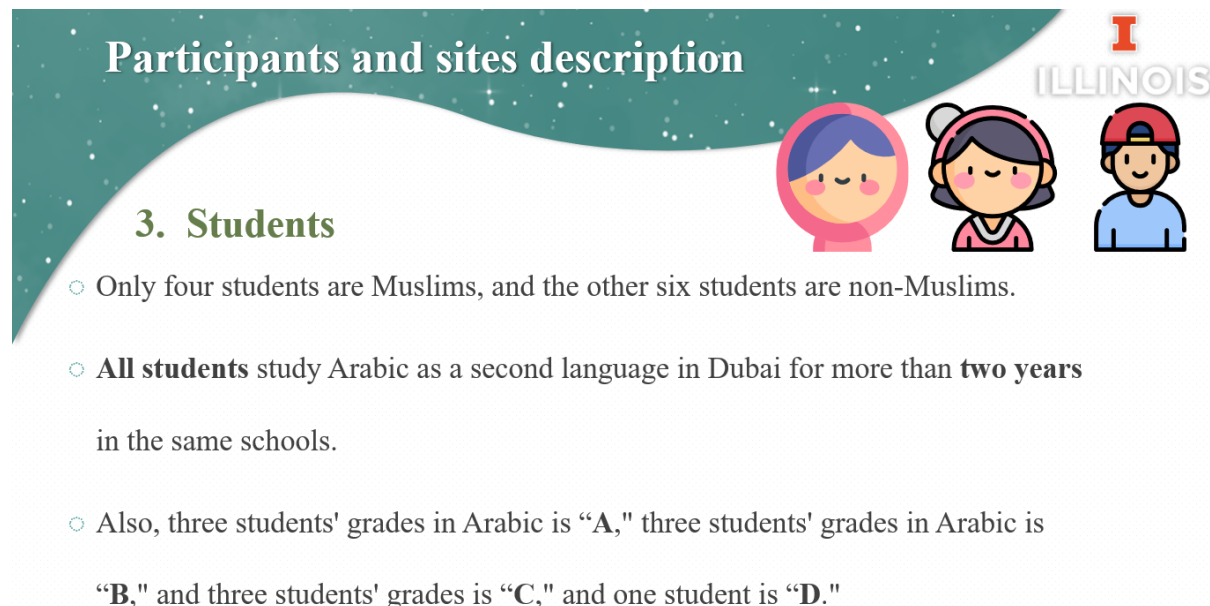 Participants and sites description
I
ILLINOIS
3. Students
Only four students are Muslims, and the other six students are non-Muslims.
All students study Arabic as a second language in Dubai for more than two years
in the same schools.
Also, three students' grades in Arabic is “A," three students' grades in Arabic is
“B," and three students' grades is “C," and one student is “D."